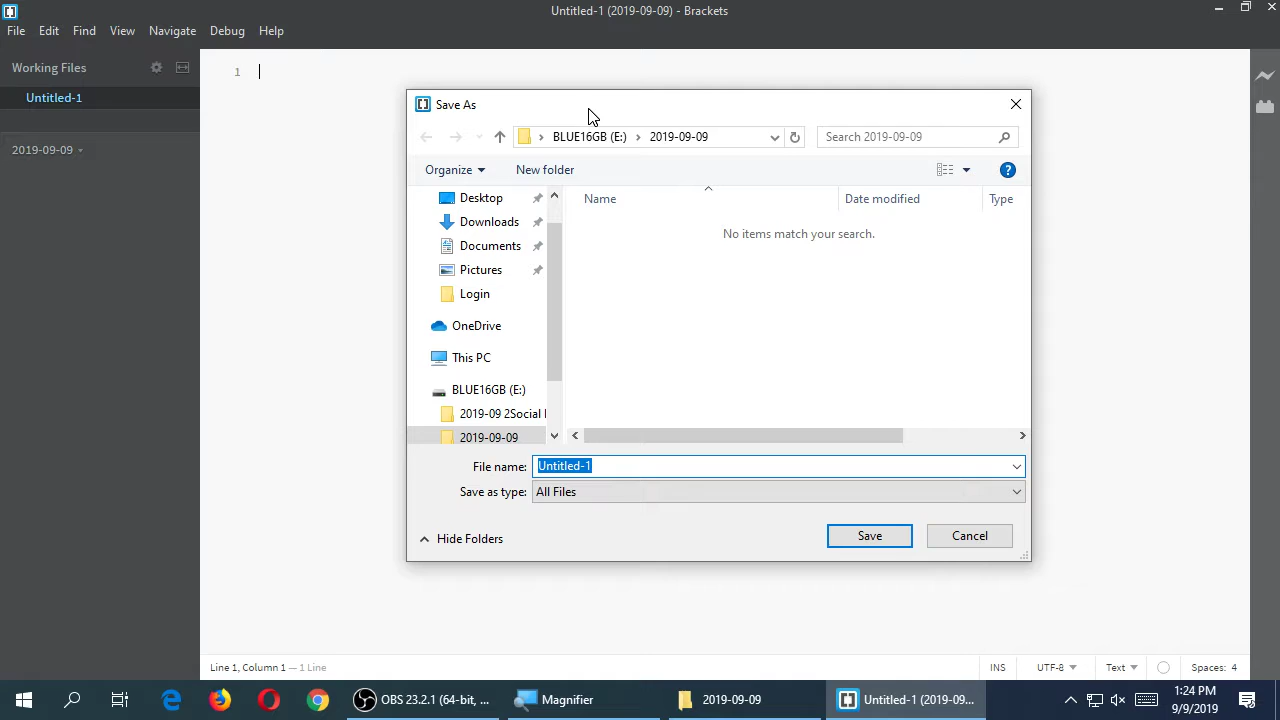 Untitled-1 (2019-09-09) - Brackets
File Edit Find View Navigate Debug Help
Working Files
Untitled-1
2019-09-09
1
Save As
BLUE16GB (E:) 2019-09-09
Search 2019-09-09
Organize New folder
Desktop
Downloads
Documents
Pictures
Login
OneDrive
This PC
BLUE16GB (E:)
2019-09 2Social
2019-09-09
Name Date modified Type
No items match your search.
File name: Untitled-1
Save as type: All Files
Hide Folders
Save Cancel
Line 1, Column 1 — 1 Line
INS UTF-8 Text Spaces: 4
OBS 23.2.1 (64-bit, ...
Magnifier
2019-09-09
Untitled-1 (2019-09...
1:24 PM
9/9/2019